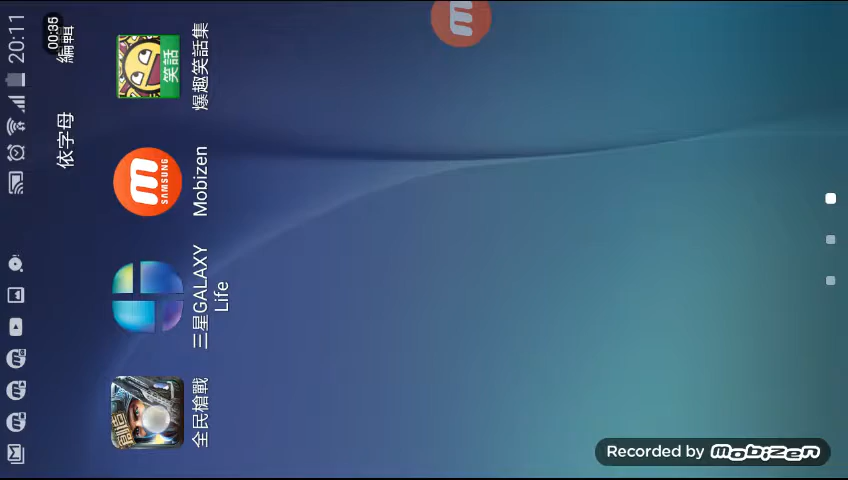 20:11
00:35
依字母
編輯
全民槍戰
三星GALAXY
Life
SAMSUNG
Mobizen
笑話
爆趣笑話集
Recorded by mobizen